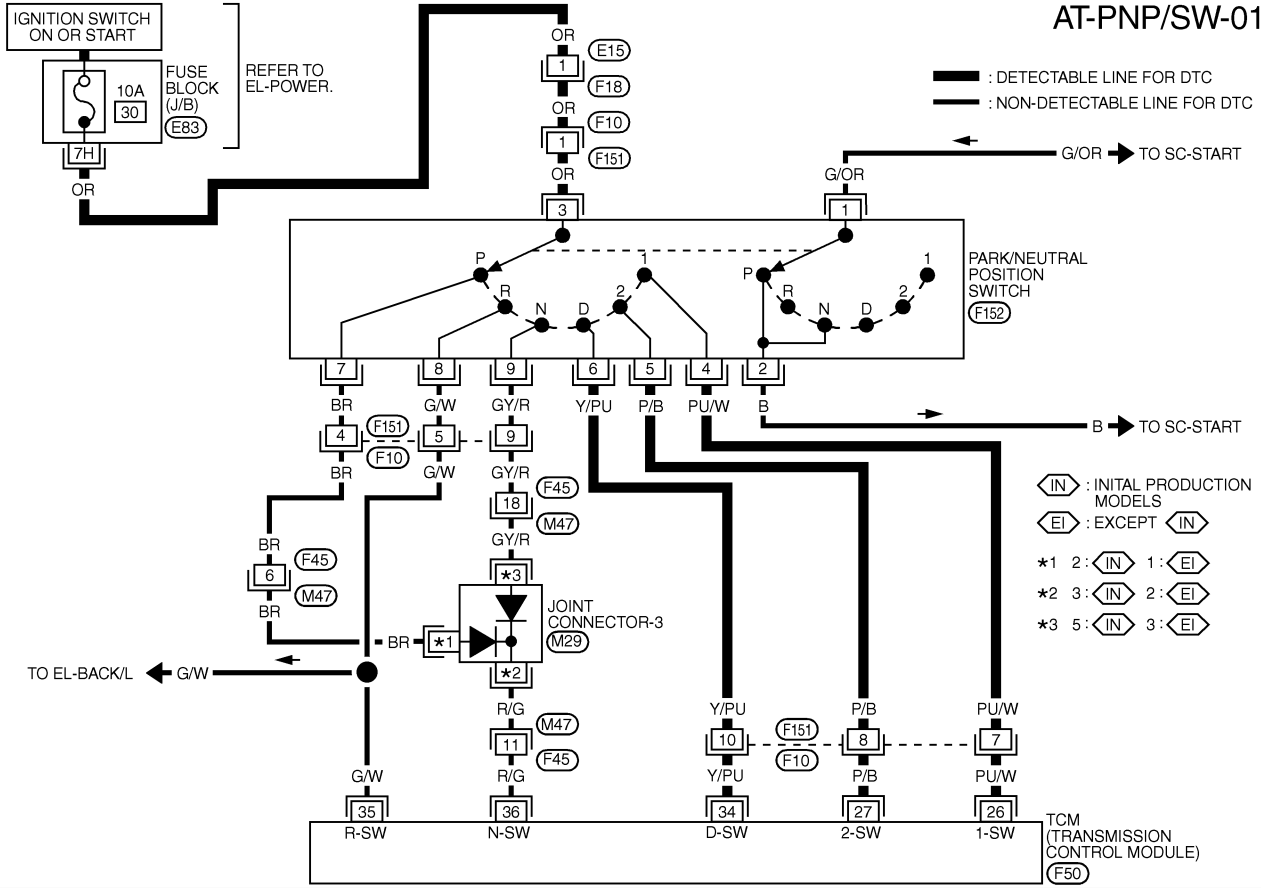 AT-PNP/SW-01
IGNITION SWITCH
ON OR START
10A
30
FUSE
BLOCK
(J/B)
E83
REFER TO
EL-POWER.
7H
OR
OR
1
E15
F18
OR
1
F10
F151
OR
3
: DETECTABLE LINE FOR DTC
: NON-DETECTABLE LINE FOR DTC
G/OR
TO SC-START
G/OR
1
P
R
N
D
2
1
P
R
N
D
2
1
PARK/NEUTRAL
POSITION
SWITCH
F152
7
8
9
6
5
4
2
BR
G/W
GY/R
Y/PU
P/B
PU/W
B
B
TO SC-START
4
F151
F10
5
9
BR
G/W
GY/R
18
F45
M47
GY/R
BR
6
F45
M47
BR
BR
*3
*1
*2
JOINT
CONNECTOR-3
M29
IN
: INITAL PRODUCTION
MODELS
EI
: EXCEPT
IN
*1 2: IN 1: EI
*2 3: IN 2: EI
*3 5: IN 3: EI
TO EL-BACK/L
G/W
R/G
11
M47
F45
R/G
Y/PU
P/B
PU/W
10
F151
F10
8
7
G/W
Y/PU
P/B
PU/W
35
36
34
27
26
R-SW
N-SW
D-SW
2-SW
1-SW
TCM
(TRANSMISSION
CONTROL MODULE)
F50